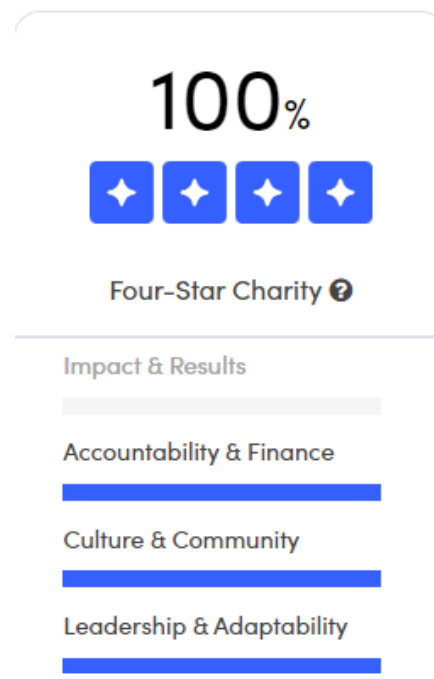 100%
Four-Star Charity ?
Impact & Results
Accountability & Finance
Culture & Community
Leadership & Adaptability